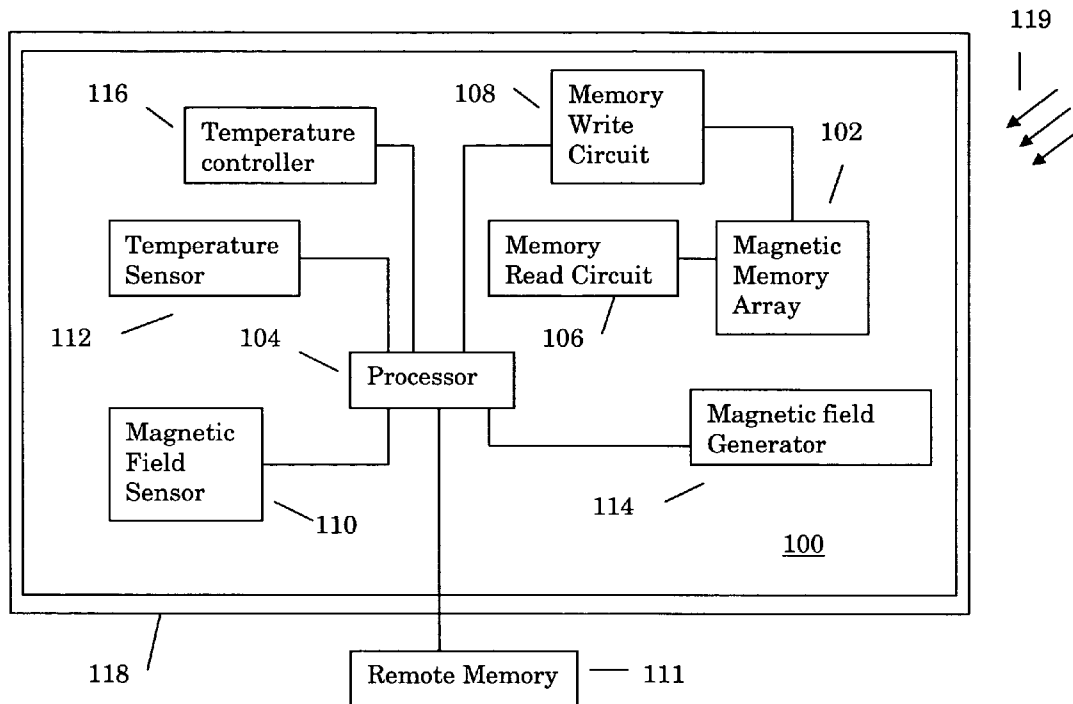 119
116
Temperature
controller
108
Memory
Write
Circuit
102
Temperature
Sensor
112
Memory
Read Circuit
106
Magnetic
Memory
Array
104
Processor
Magnetic
Field
Sensor
110
Magnetic field
Generator
114
100
118
Remote Memory
111